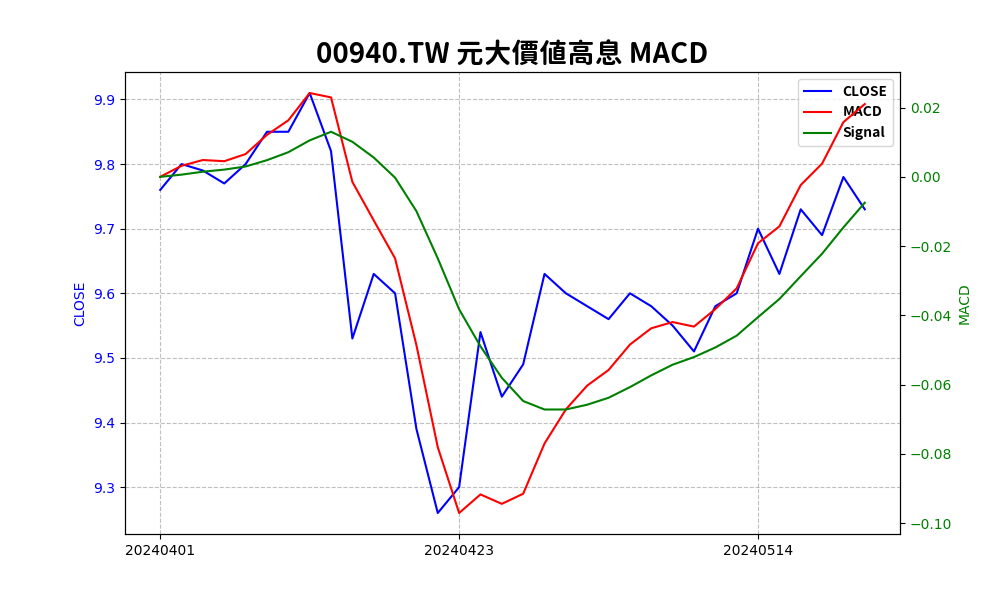 00940.TW 元大價值高息 MACD
CLOSE
MACD
Signal
9.9
9.8
9.7
9.6
9.5
9.4
9.3
CLOSE
0.02
0.00
−0.02
−0.04
−0.06
−0.08
−0.10
MACD
20240401
20240423
20240514